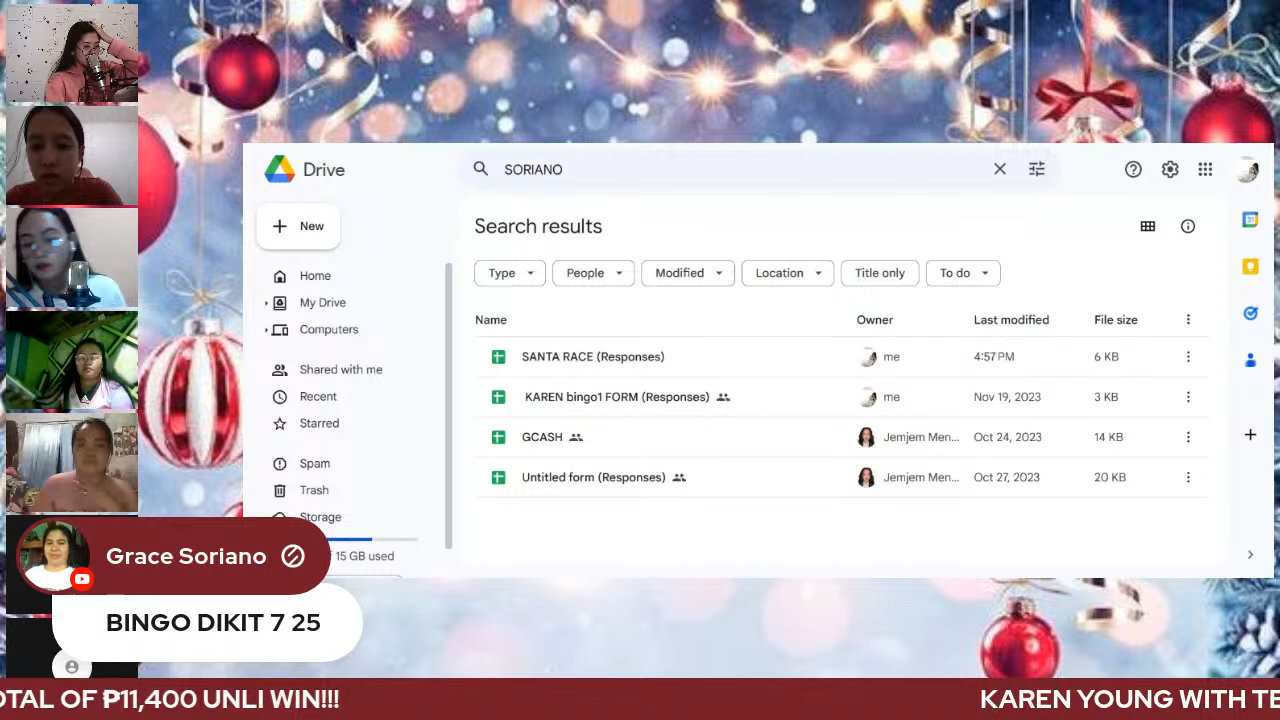 Drive
SORIANO
New
Search results
Home
My Drive
Computers
Shared with me
Recent
Starred
Spam
Trash
Storage
15 GB used
Type
People
Modified
Location
Title only
To do
Name Owner Last modified File size
SANTA RACE (Responses) me 4:57 PM 6 KB
KAREN bingo1 FORM (Responses) me Nov 19, 2023 3 KB
GCASH Jemjem Men... Oct 24, 2023 14 KB
Untitled form (Responses) Jemjem Men... Oct 27, 2023 20 KB
31
Grace Soriano
BINGO DIKIT 7 25
OTAL OF ₱11,400 UNLI WIN!!! KAREN YOUNG WITH TE